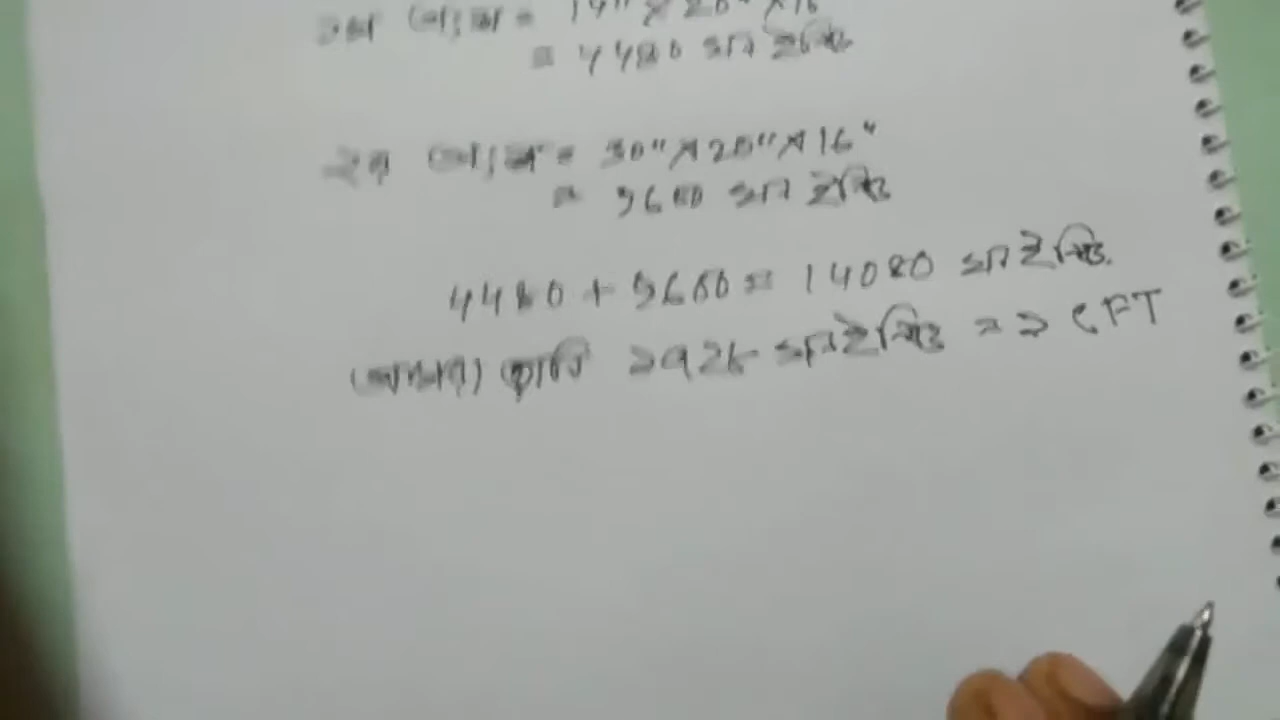 ১ম অংশ = 14" × 20" × 16
= 4480 ঘন ইঞ্চি
২য় অংশ = 30" × 20" × 16"
= 9600 ঘন ইঞ্চি
4480 + 9600 = 14080 ঘন ইঞ্চি
আমরা জানি ১৭২৮ ঘন ইঞ্চি = ১ CFT